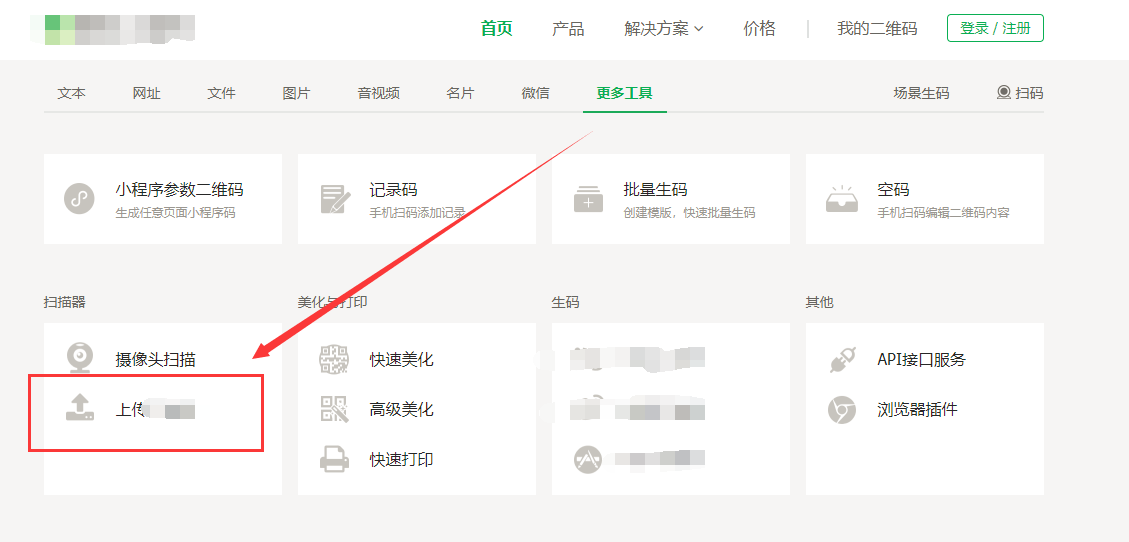 首页 产品 解决方案 价格 我的二维码 登录 / 注册
文本 网址 文件 图片 音视频 名片 微信 更多工具 场景生码 扫码
小程序参数二维码 记录码 批量生码 空码
生成任意页面小程序码 手机扫码添加记录 创建模版，快速批量生码 手机扫码编辑二维码内容
扫描器 美化与打印 生码 其他
摄像头扫描 快速美化 API接口服务
上传 高级美化 浏览器插件
快速打印